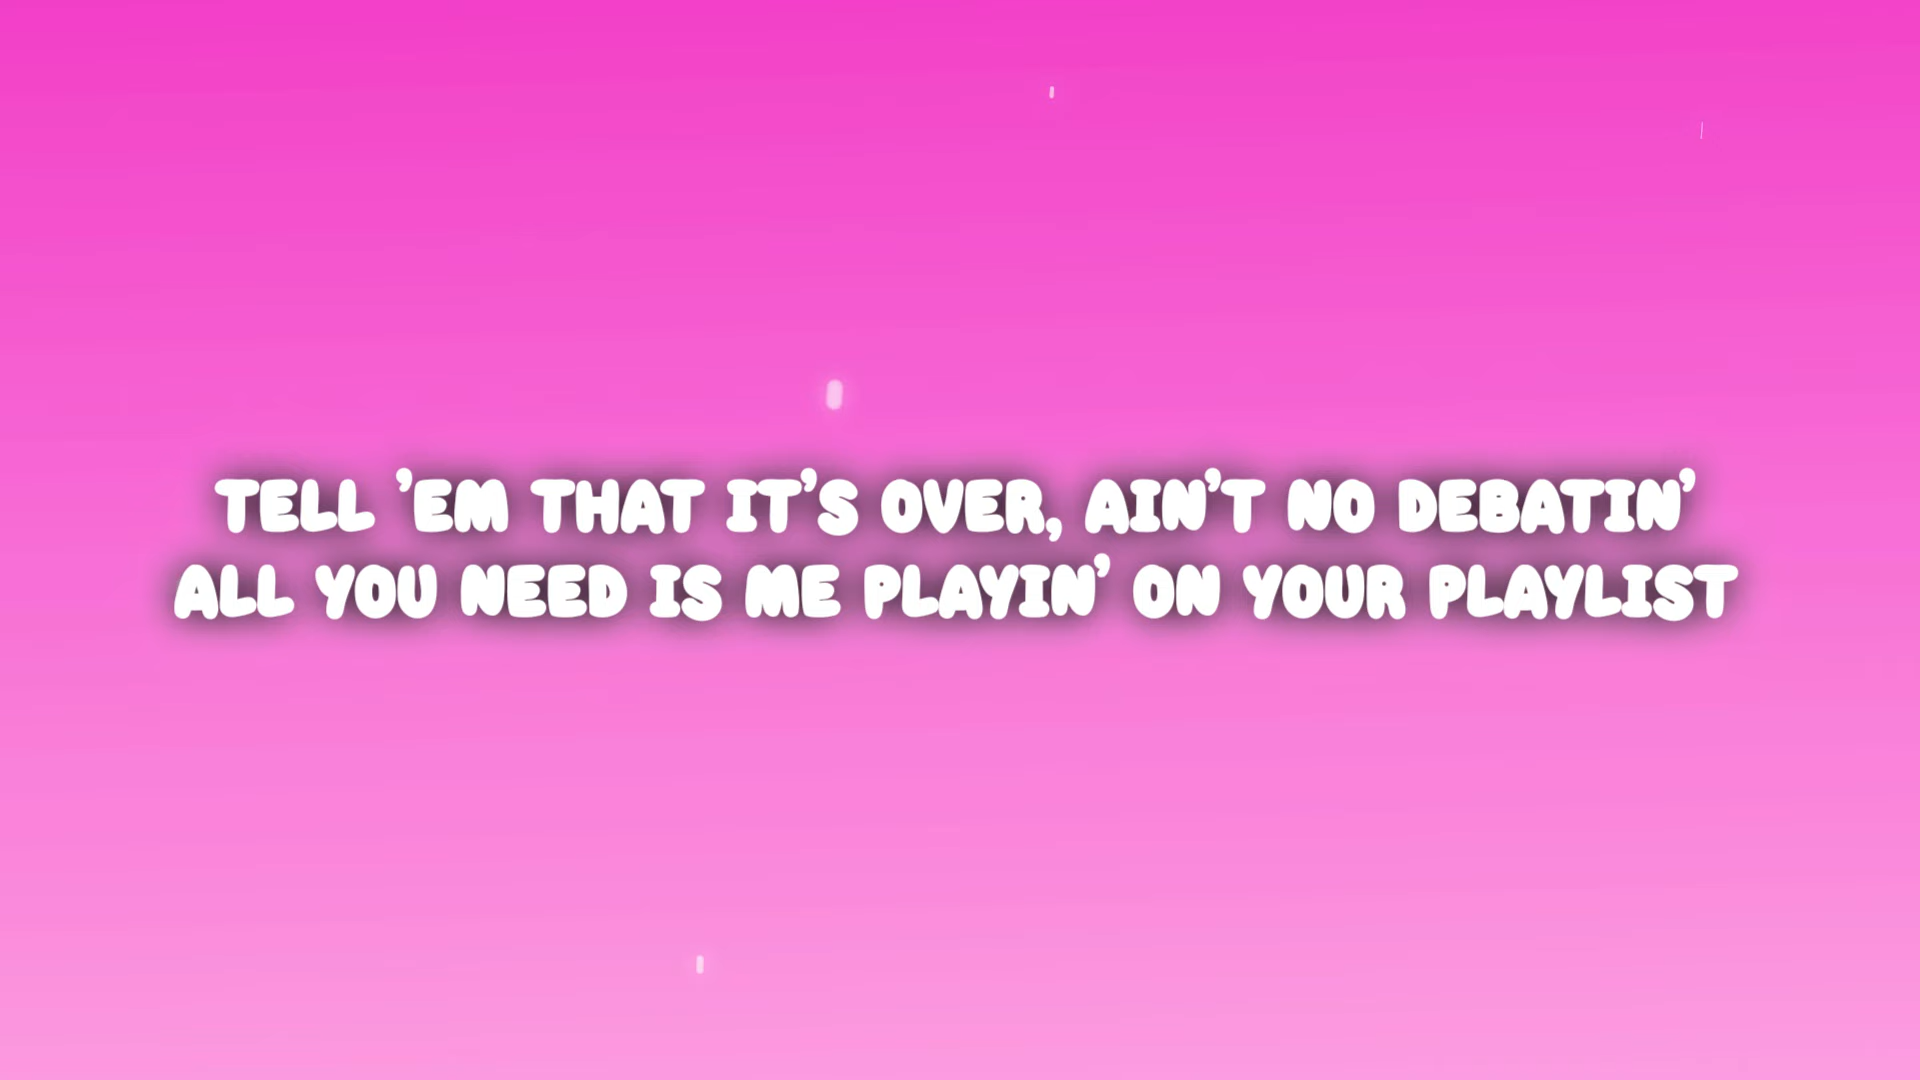 TELL ’EM THAT IT’S OVER, AIN’T NO DEBATIN’
ALL YOU NEED IS ME PLAYIN’ ON YOUR PLAYLIST